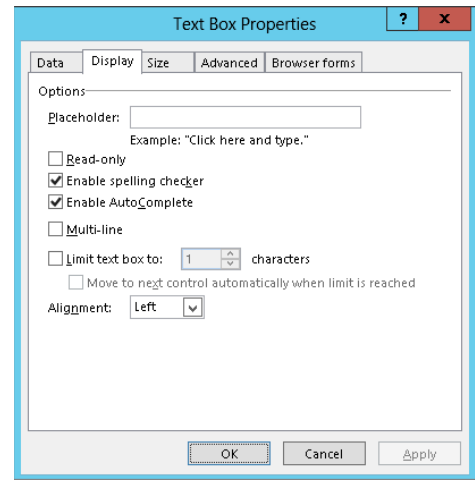 Text Box Properties ? x
Data Display Size Advanced Browser forms
Options
Placeholder:
Example: "Click here and type."
Read-only
Enable spelling checker
Enable AutoComplete
Multi-line
Limit text box to: 1 characters
Move to next control automatically when limit is reached
Alignment: Left
OK Cancel Apply